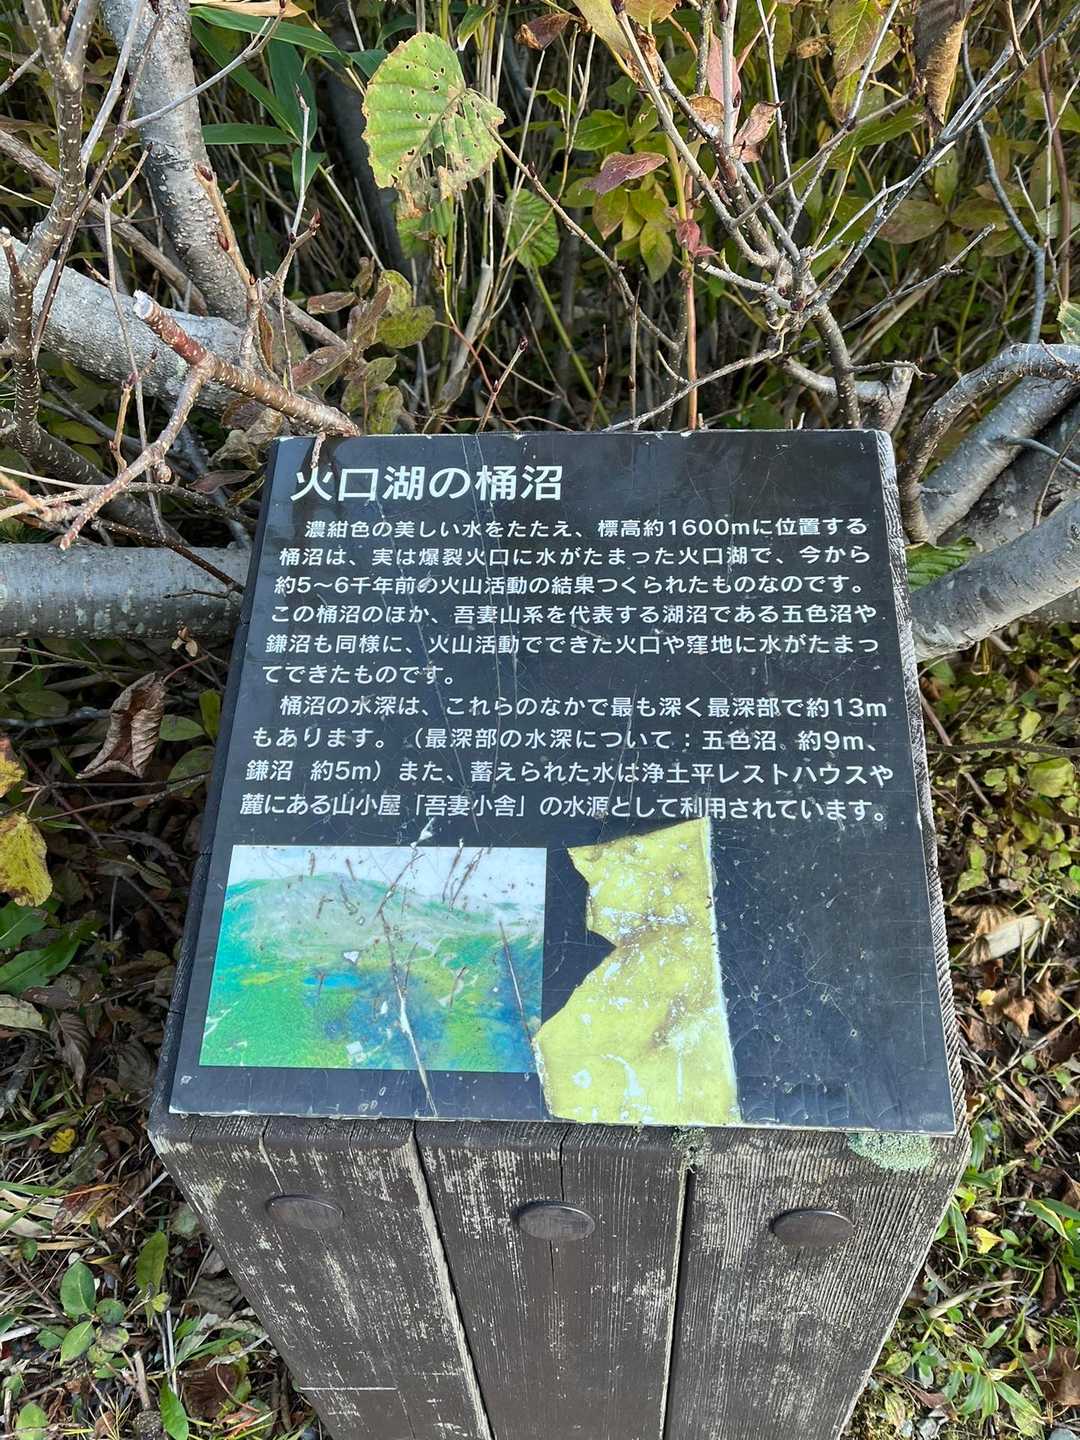 火口湖の桶沼
濃紺色の美しい水をたたえ、標高約1600mに位置する
桶沼は、実は爆裂火口に水がたまった火口湖で、今から
約5〜6千年前の火山活動の結果つくられたものなのです。
この桶沼のほか、吾妻山系を代表する湖沼である五色沼や
鎌沼も同様に、火山活動でできた火口や窪地に水がたまっ
てできたものです。
桶沼の水深は、これらのなかで最も深く最深部で約13m
もあります。（最深部の水深について：五色沼 約9m、
鎌沼 約5m）また、蓄えられた水は浄土平レストハウスや
麓にある山小屋「吾妻小舎」の水源として利用されています。